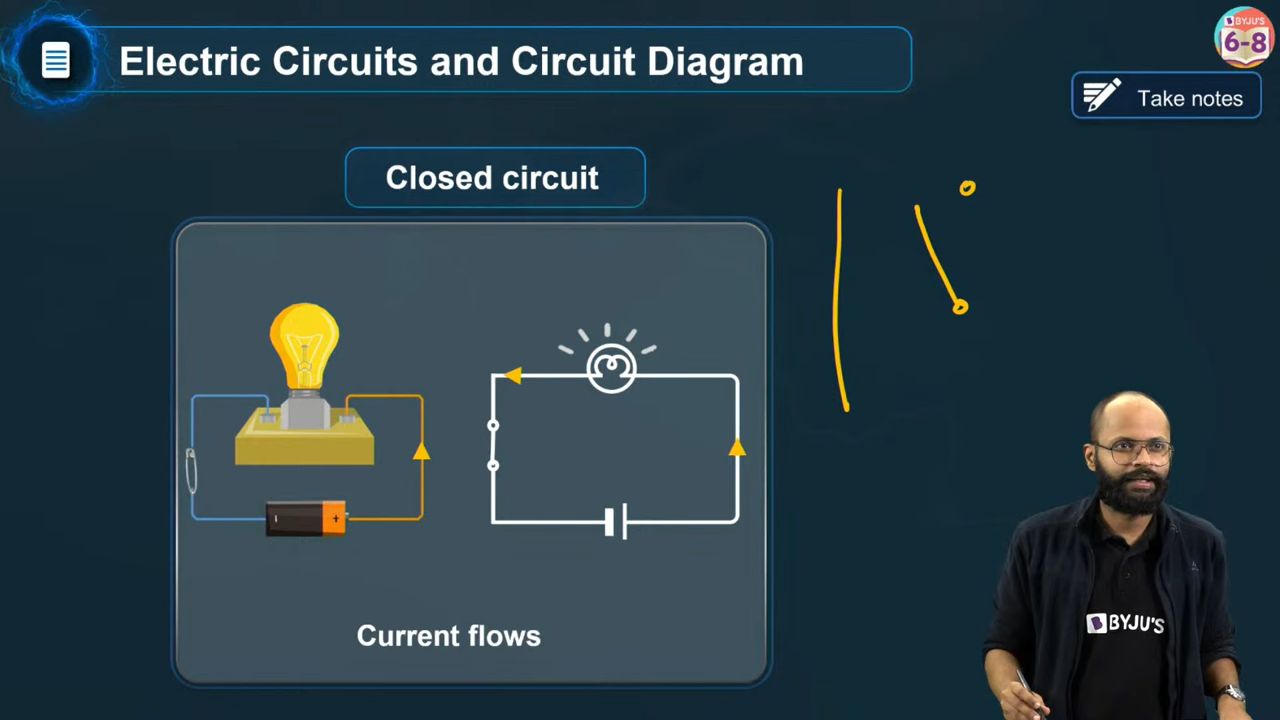 Electric Circuits and Circuit Diagram
BYJU'S
6-8
Take notes
Closed circuit
+
Current flows
BYJU'S